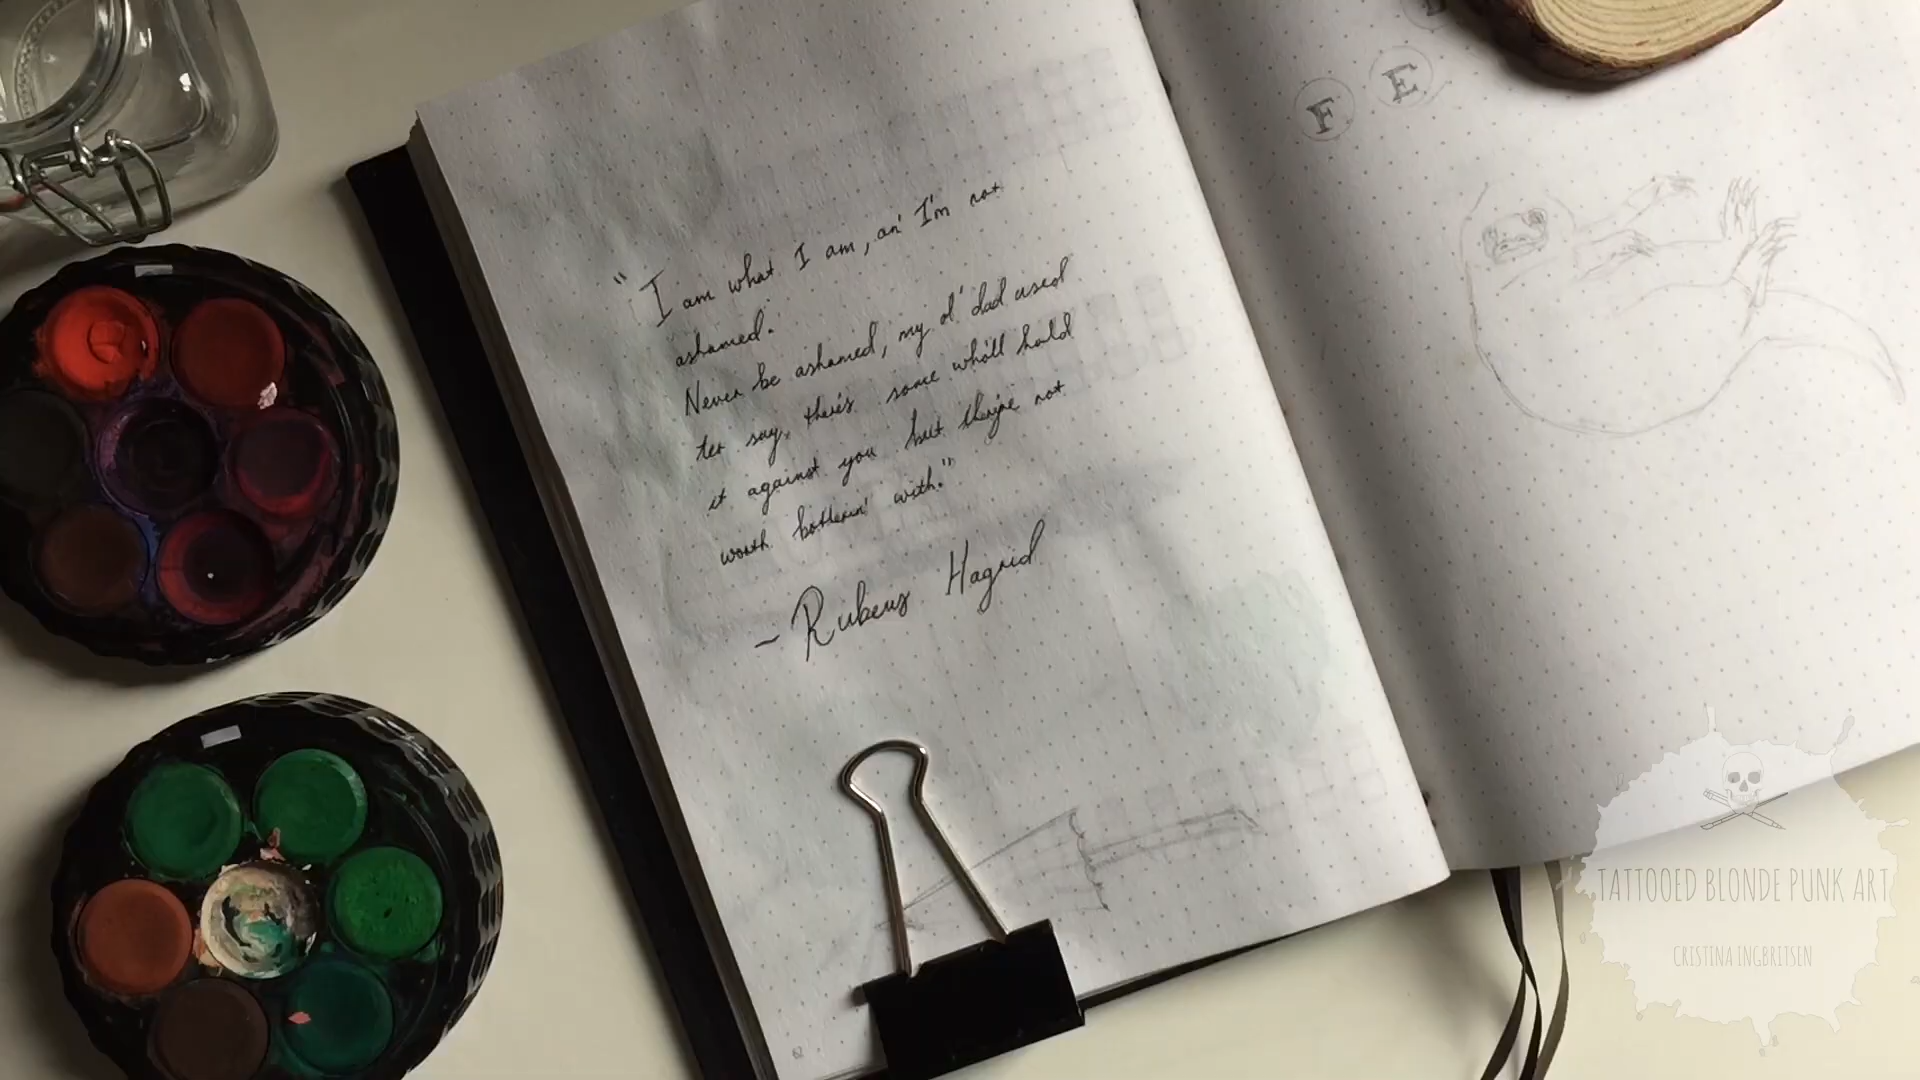 "I am what I am, an' I'm not
ashamed.
Never be ashamed, my ol' dad used
ter say, there's some who'll hold
it against you but they're not
worth botherin' with."
- Rubeus Hagrid
F E
62
TATTOOED BLONDE PUNK ART
CRISTINA INGBRITSEN